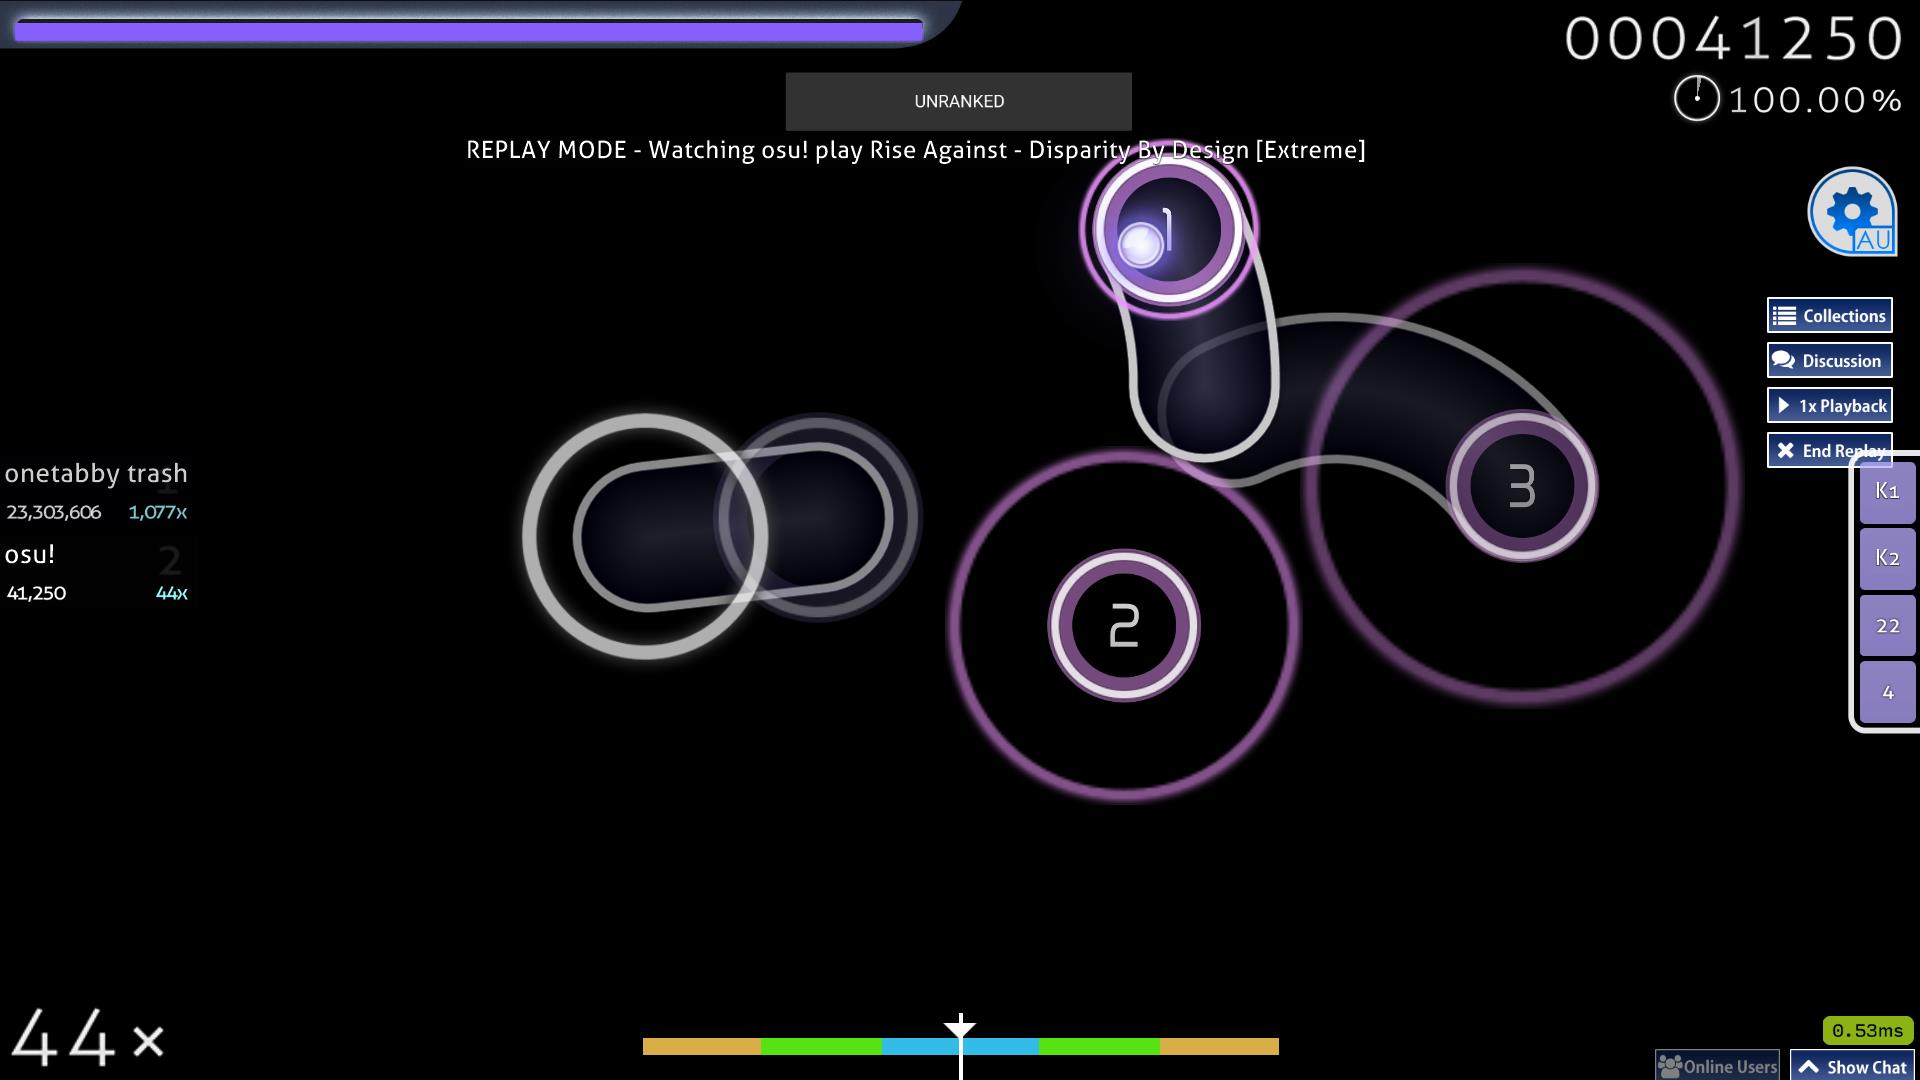 00041250
100.00%
UNRANKED
REPLAY MODE - Watching osu! play Rise Against - Disparity By Design [Extreme]
AU
Collections
Discussion
1x Playback
End Replay
1
2
3
onetabby trash
1
23,303,606 1,077x
osu!
2
41,250 44x
K1
K2
22
4
44x
0.53ms
Online Users
Show Chat